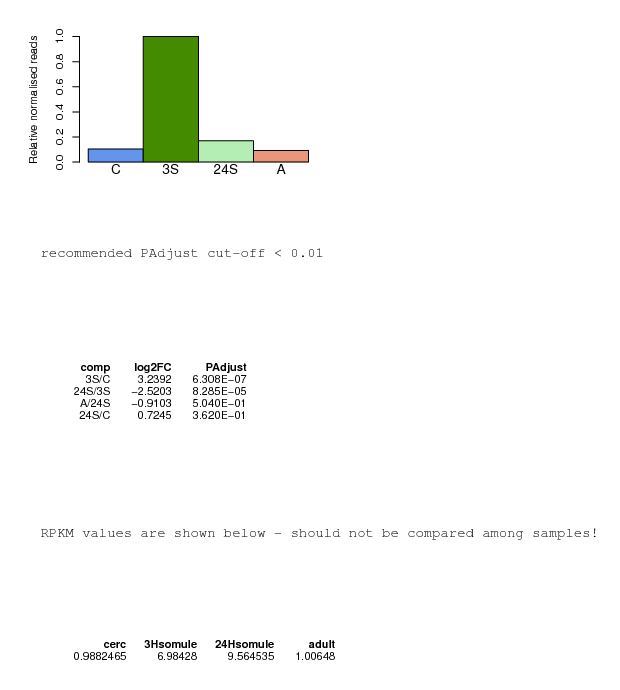 Relative normalised reads
1.0
0.8
0.6
0.4
0.2
0.0
C 3S 24S A
recommended PAdjust cut-off < 0.01
comp log2FC PAdjust
3S/C 3.2392 6.308E−07
24S/3S −2.5203 8.285E−05
A/24S −0.9103 5.040E−01
24S/C 0.7245 3.620E−01
RPKM values are shown below - should not be compared among samples!
cerc 3Hsomule 24Hsomule adult
0.9882465 6.98428 9.564535 1.00648